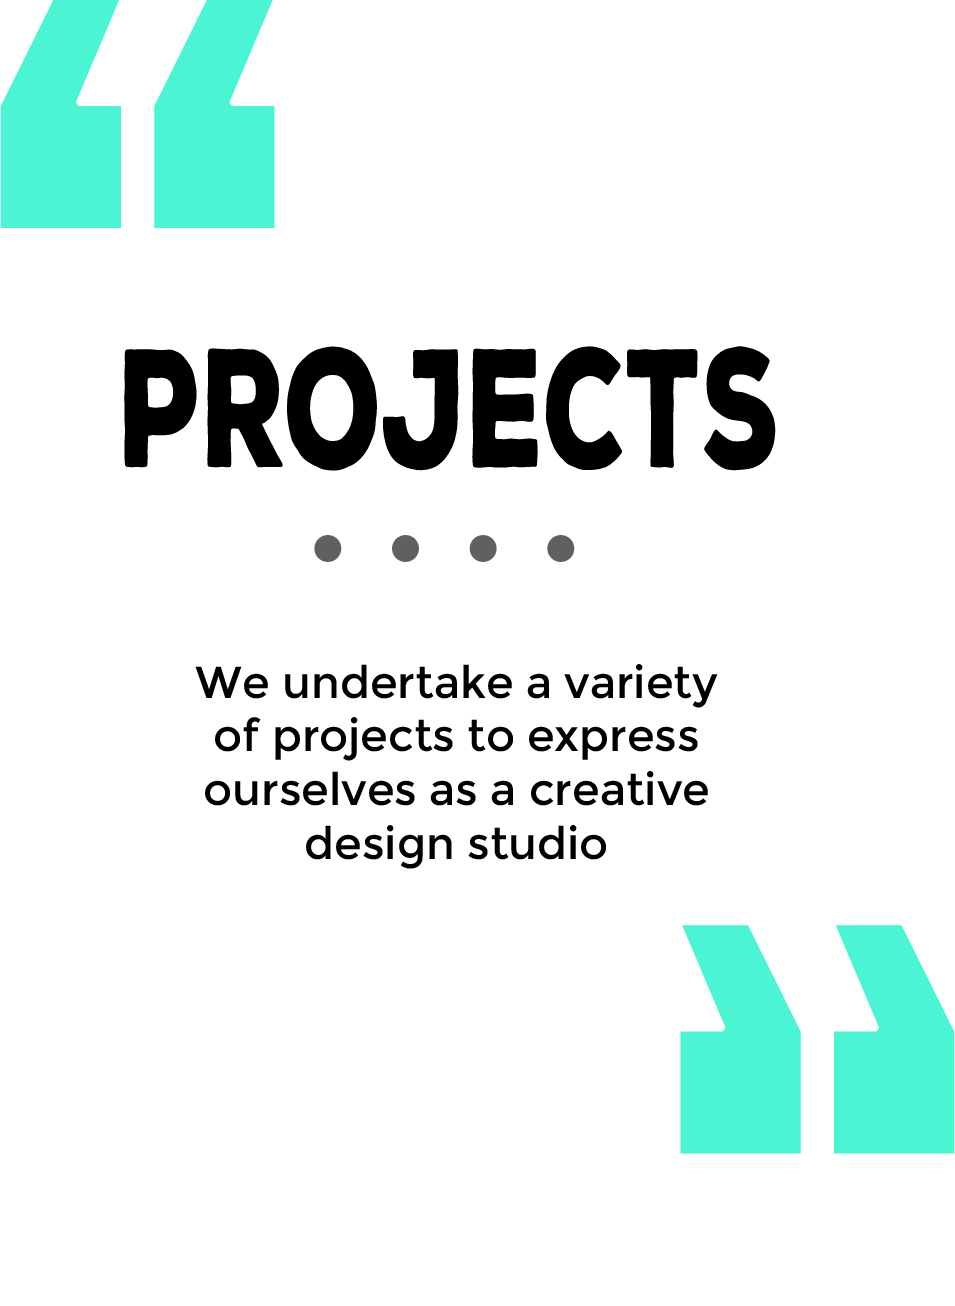 PROJECTS
We undertake a variety
of projects to express
ourselves as a creative
design studio